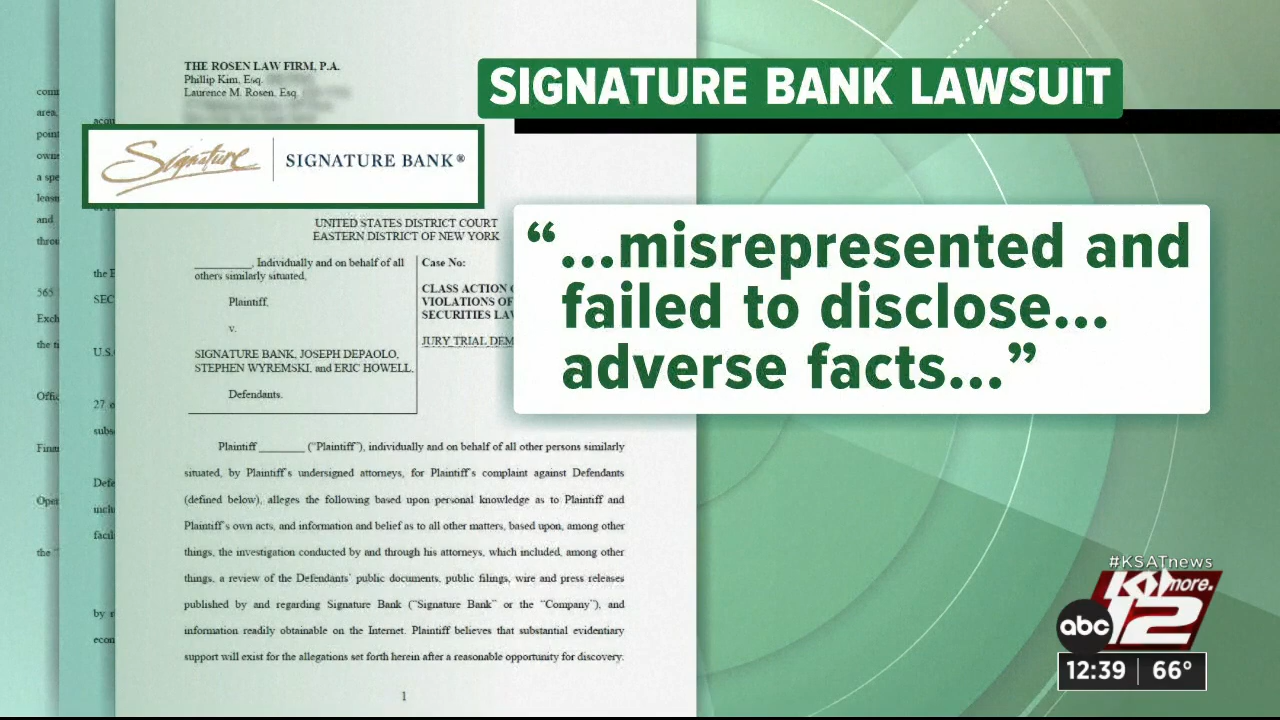 THE ROSEN LAW FIRM, P.A.
Phillip Kim, Esq.
Laurence M. Rosen, Esq.
SIGNATURE BANK LAWSUIT
Signature
SIGNATURE BANK®
“...misrepresented and
failed to disclose...
adverse facts...”
UNITED STATES DISTRICT COURT
EASTERN DISTRICT OF NEW YORK
________, Individually and on behalf of all
others similarly situated,
Plaintiff,
v.
SIGNATURE BANK, JOSEPH DEPAOLO,
STEPHEN WYREMSKI, and ERIC HOWELL,
Defendants.
Case No:
CLASS ACTION
VIOLATIONS OF
SECURITIES
JURY TRIAL
Plaintiff ________ (“Plaintiff”), individually and on behalf of all other persons similarly
situated, by Plaintiff’s undersigned attorneys, for Plaintiff’s complaint against Defendants
(defined below), alleges the following based upon personal knowledge as to Plaintiff and
Plaintiff’s own acts, and information and belief as to all other matters, based upon, among other
things, the investigation conducted by and through his attorneys, which included, among other
things, a review of the Defendants’ public documents, public filings, wire and press releases
published by and regarding Signature Bank (“Signature Bank” or the “Company”), and
information readily obtainable on the Internet. Plaintiff believes that substantial evidentiary
support will exist for the allegations set forth herein after a reasonable opportunity for discovery.
1
#KSATnews
more.
abc
12
12:39 66°